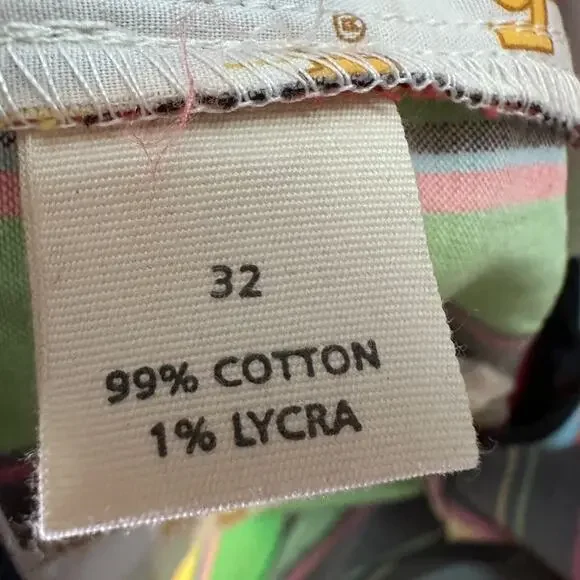 ®
32
99% COTTON
1% LYCRA